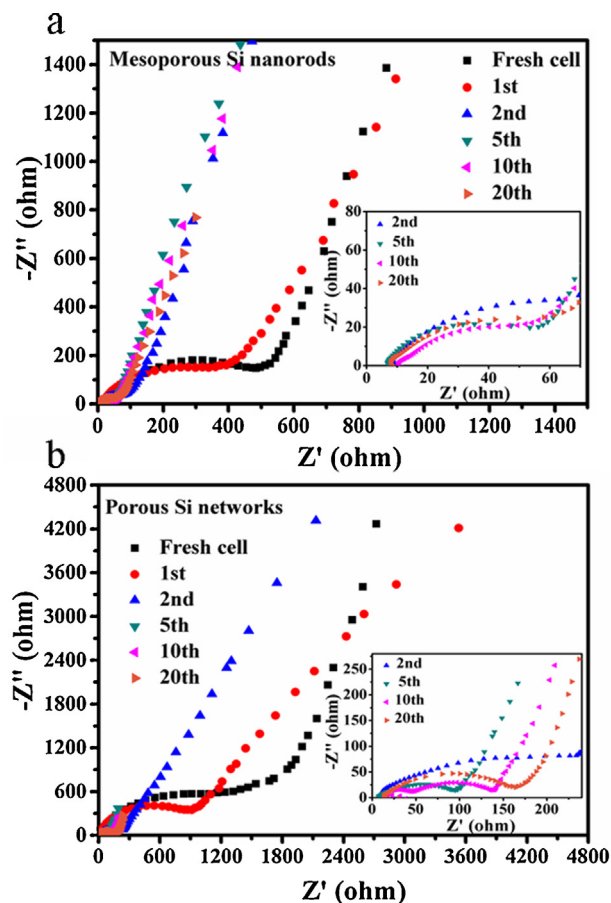 a
Mesoporous Si nanorods
Fresh cell
1st
2nd
5th
10th
20th
-Z'' (ohm)
1400
1200
1000
800
600
400
200
0
0 200 400 600 800 1000 1200 1400
Z' (ohm)
2nd
5th
10th
20th
-Z'' (ohm)
80
60
40
20
0
0 20 40 60
Z' (ohm)
b
Porous Si networks
Fresh cell
1st
2nd
5th
10th
20th
-Z'' (ohm)
4800
4200
3600
3000
2400
1800
1200
600
0
0 600 1200 1800 2400 3000 3600 4200 4800
Z' (ohm)
2nd
5th
10th
20th
-Z'' (ohm)
250
200
150
100
50
0
0 50 100 150 200
Z' (ohm)